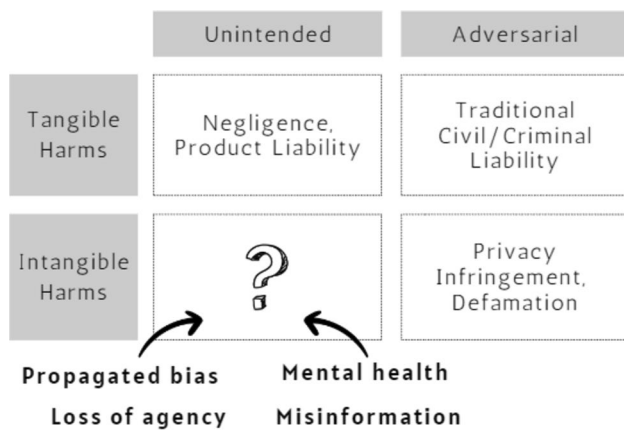 Unintended
Adversarial
Tangible
Harms
Negligence,
Product Liability
Traditional
Civil/Criminal
Liability
Intangible
Harms
?
Privacy
Infringement,
Defamation
Propagated bias
Mental health
Loss of agency
Misinformation